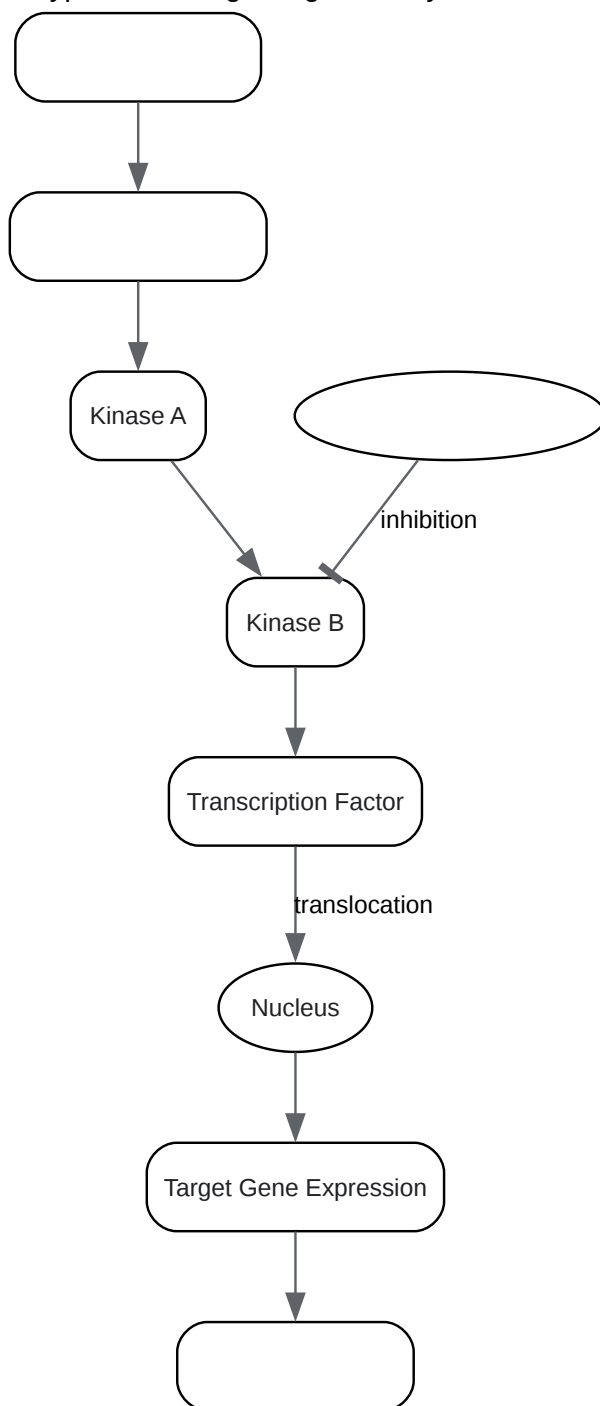 Kinase A
inhibition
Kinase B
Transcription Factor
translocation
Nucleus
Target Gene Expression